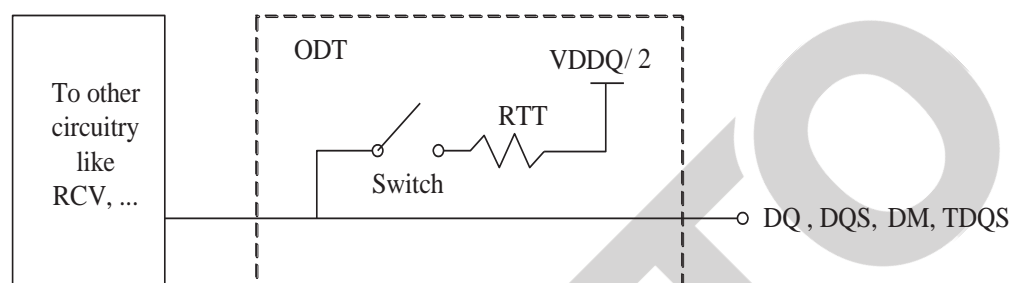 ODT
VDDQ/ 2
To other
circuitry
like
RCV, ...
RTT
Switch
DQ , DQS, DM, TDQS